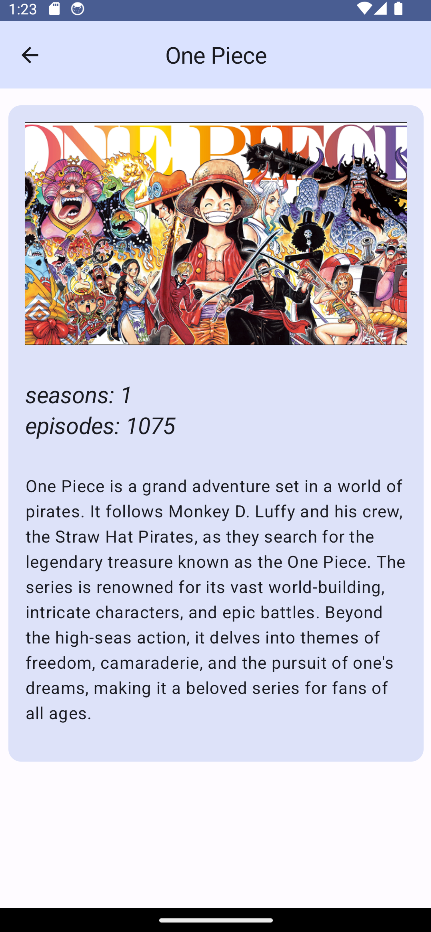 1:23
One Piece
ONE PIECE
seasons: 1
episodes: 1075
One Piece is a grand adventure set in a world of
pirates. It follows Monkey D. Luffy and his crew,
the Straw Hat Pirates, as they search for the
legendary treasure known as the One Piece. The
series is renowned for its vast world-building,
intricate characters, and epic battles. Beyond
the high-seas action, it delves into themes of
freedom, camaraderie, and the pursuit of one's
dreams, making it a beloved series for fans of
all ages.